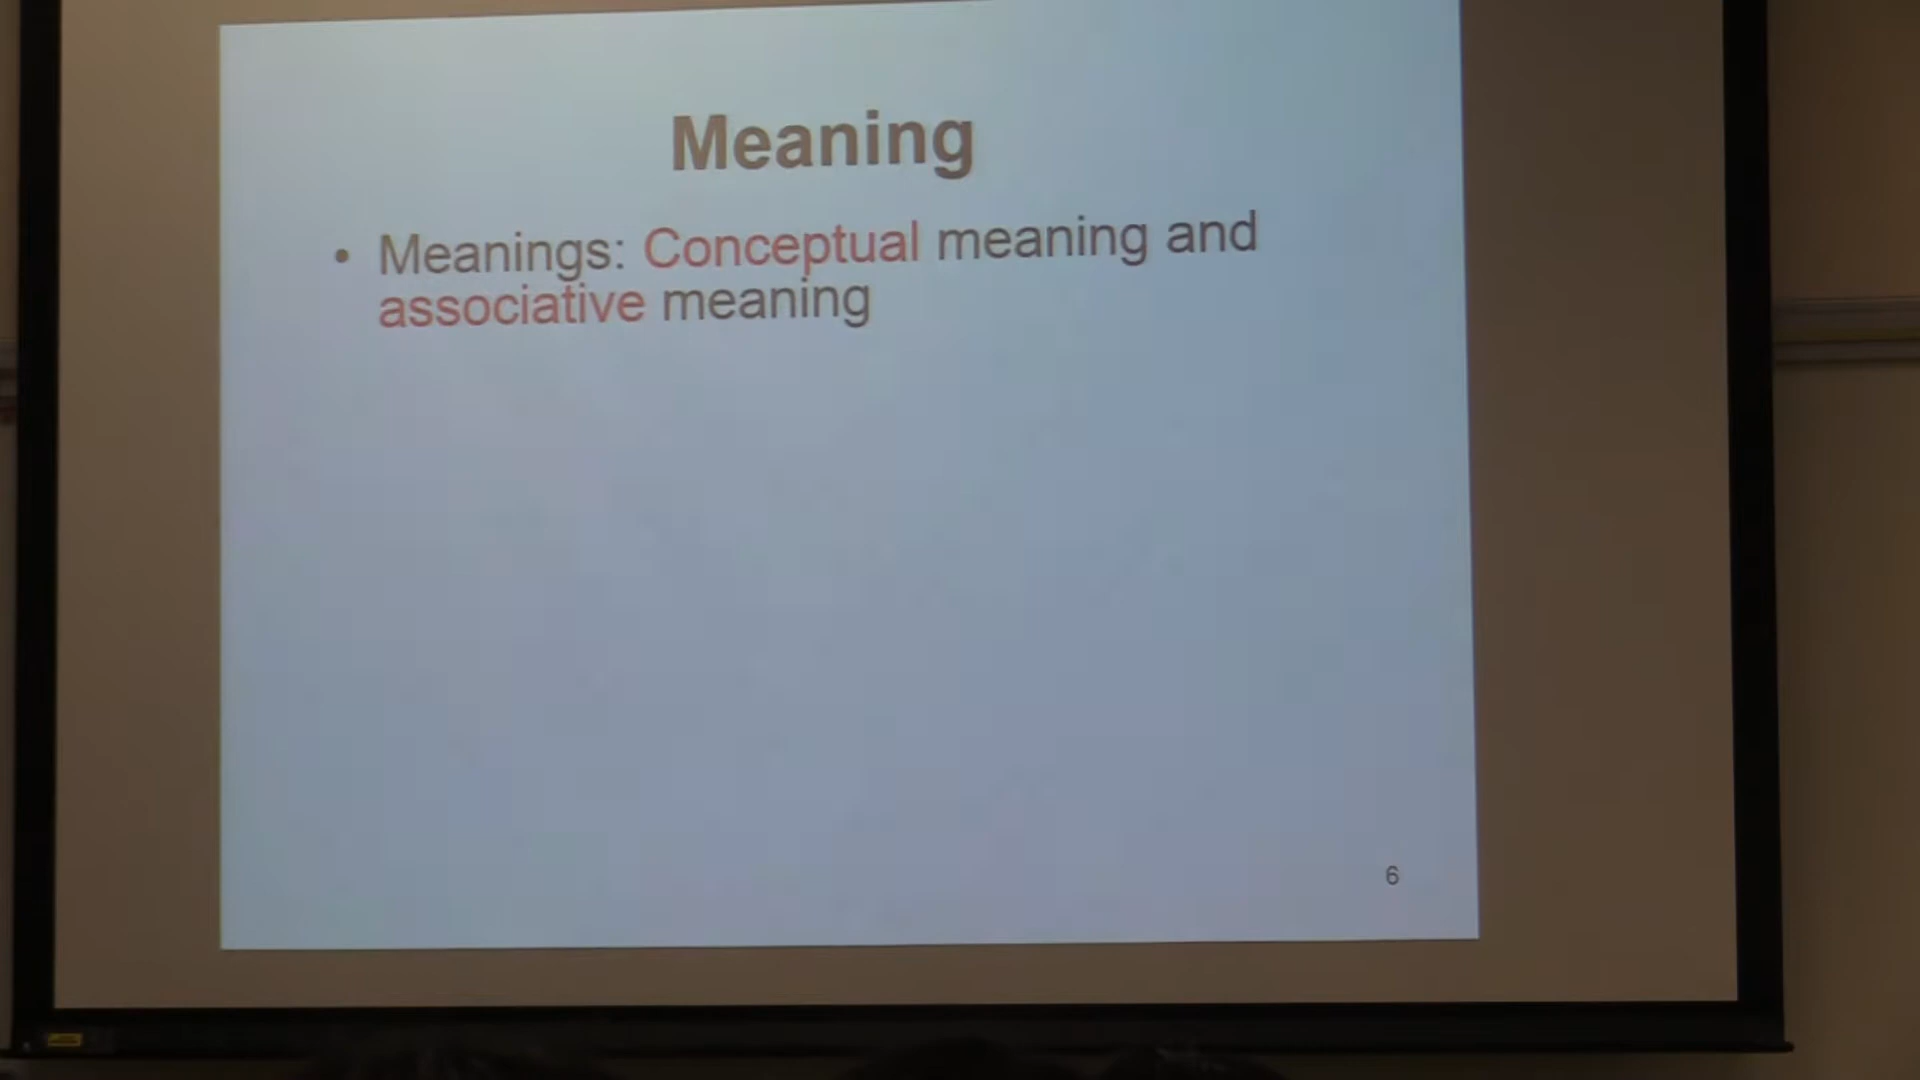 Meaning
• Meanings: Conceptual meaning and
associative meaning
6